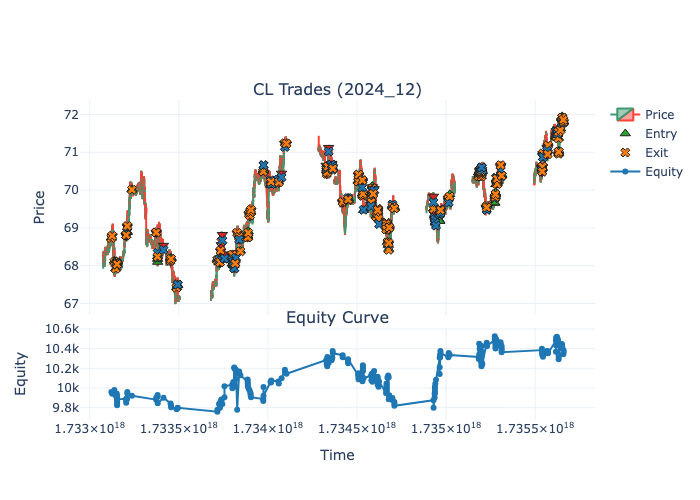 CL Trades (2024_12)
72
71
70
69
68
67
Price
Price
Entry
Exit
Equity
Equity Curve
10.6k
10.4k
10.2k
10k
9.8k
Equity
1.733×10¹⁸ 1.7335×10¹⁸ 1.734×10¹⁸ 1.7345×10¹⁸ 1.735×10¹⁸ 1.7355×10¹⁸
Time